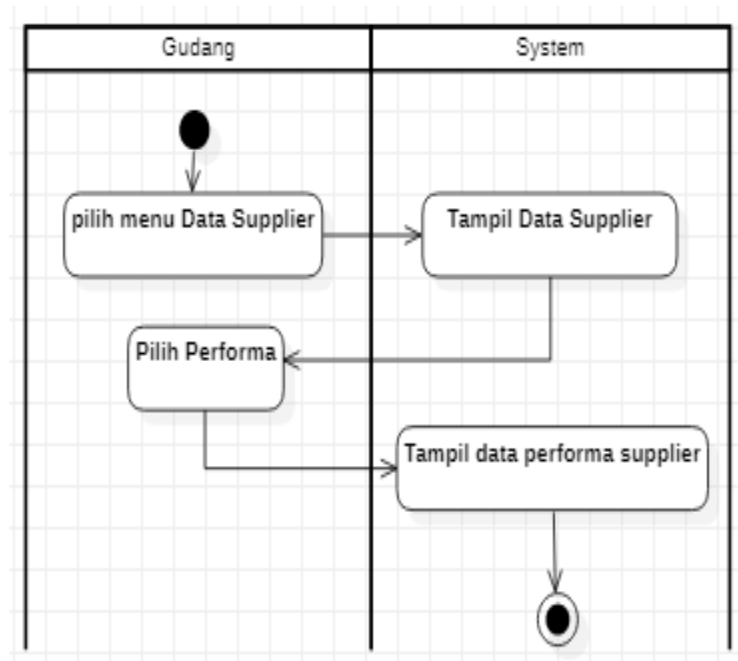 Gudang
System
pilih menu Data Supplier
Tampil Data Supplier
Pilih Performa
Tampil data performa supplier